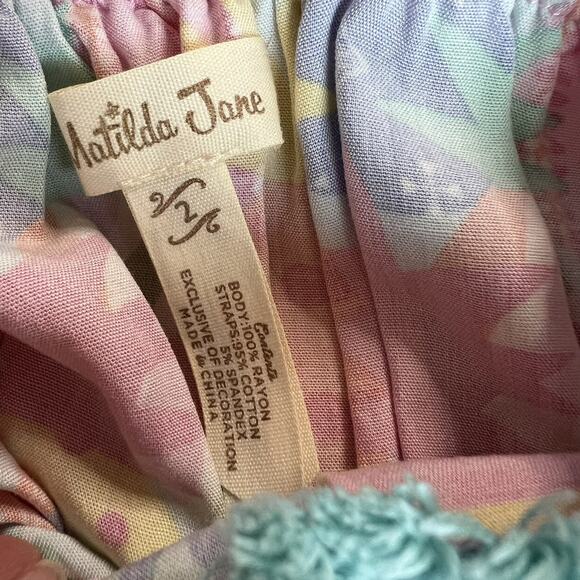 Matilda Jane
2
Contents
BODY:100% RAYON
STRAPS:95% COTTON
5% SPANDEX
EXCLUSIVE OF DECORATION
MADE IN CHINA